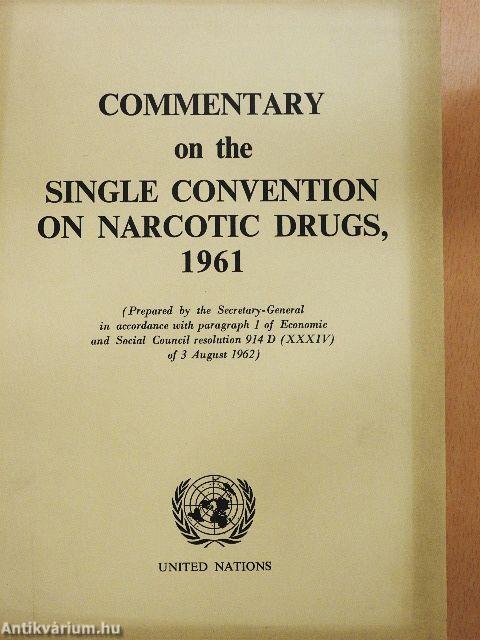 COMMENTARY
on the
SINGLE CONVENTION
ON NARCOTIC DRUGS,
1961
(Prepared by the Secretary-General
in accordance with paragraph 1 of Economic
and Social Council resolution 914 D (XXXIV)
of 3 August 1962)
UNITED NATIONS
Antikvárium.hu